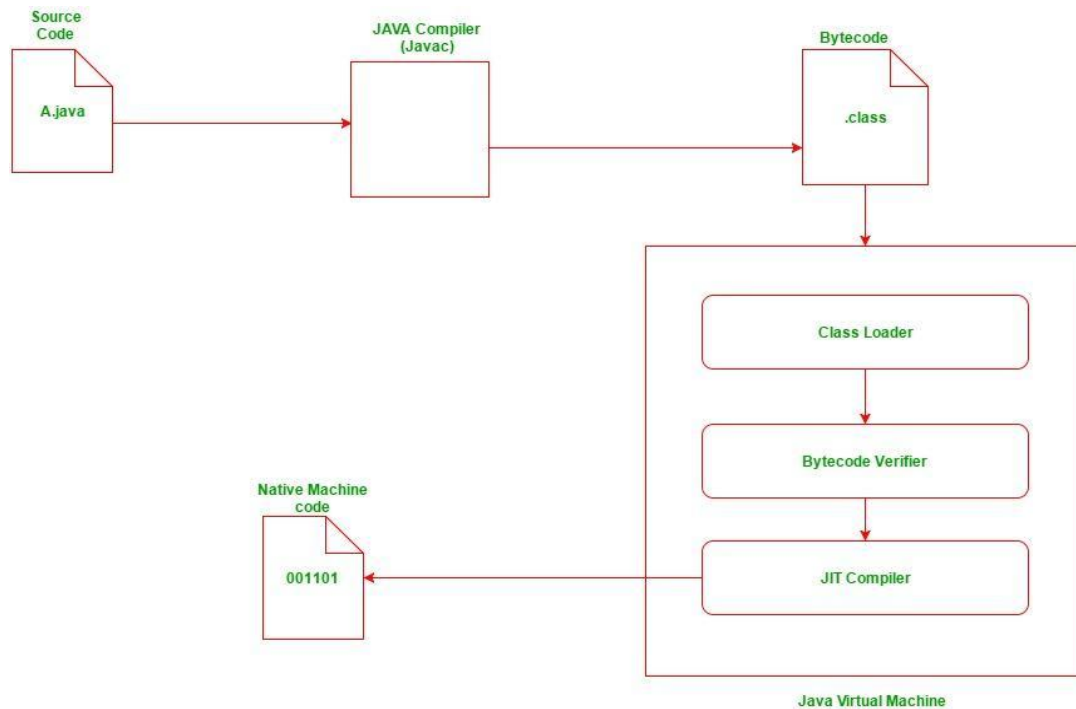 Source
Code
A.java
JAVA Compiler
(Javac)
Bytecode
.class
Class Loader
Bytecode Verifier
JIT Compiler
Native Machine
code
001101
Java Virtual Machine